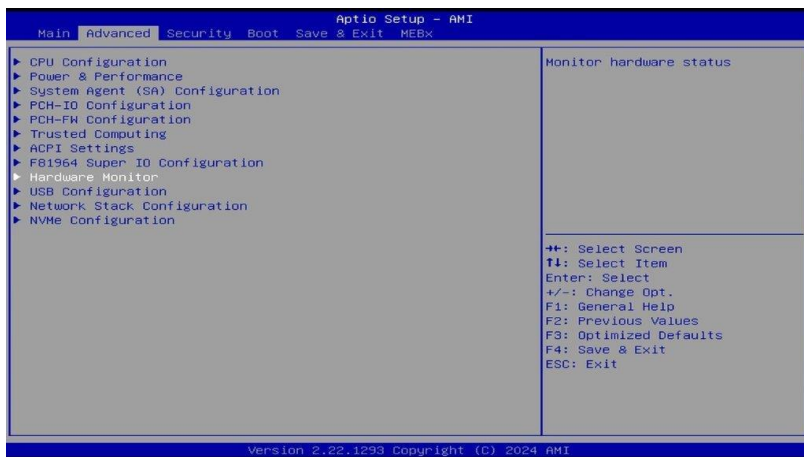 Aptio Setup – AMI
Main Advanced Security Boot Save & Exit MEBx
▶ CPU Configuration
▶ Power & Performance
▶ System Agent (SA) Configuration
▶ PCH-IO Configuration
▶ PCH-FW Configuration
▶ Trusted Computing
▶ ACPI Settings
▶ F81964 Super IO Configuration
▶ Hardware Monitor
▶ USB Configuration
▶ Network Stack Configuration
▶ NVMe Configuration
Monitor hardware status
→←: Select Screen
↑↓: Select Item
Enter: Select
+/-: Change Opt.
F1: General Help
F2: Previous Values
F3: Optimized Defaults
F4: Save & Exit
ESC: Exit
Version 2.22.1293 Copyright (C) 2024 AMI